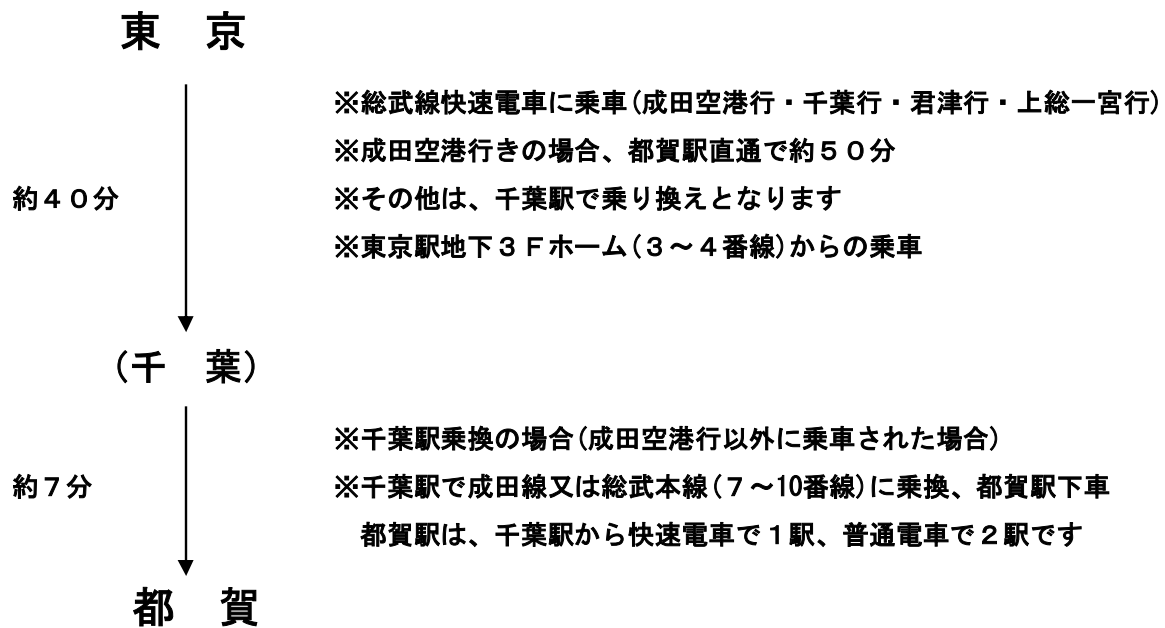 東　京
※総武線快速電車に乗車(成田空港行・千葉行・君津行・上総一宮行)
※成田空港行きの場合、都賀駅直通で約５０分
約４０分
※その他は、千葉駅で乗り換えとなります
※東京駅地下３Ｆホーム(３～４番線)からの乗車
(千　葉)
※千葉駅乗換の場合(成田空港行以外に乗車された場合)
約７分
※千葉駅で成田線又は総武本線(７～10番線)に乗換、都賀駅下車
都賀駅は、千葉駅から快速電車で１駅、普通電車で２駅です
都　賀